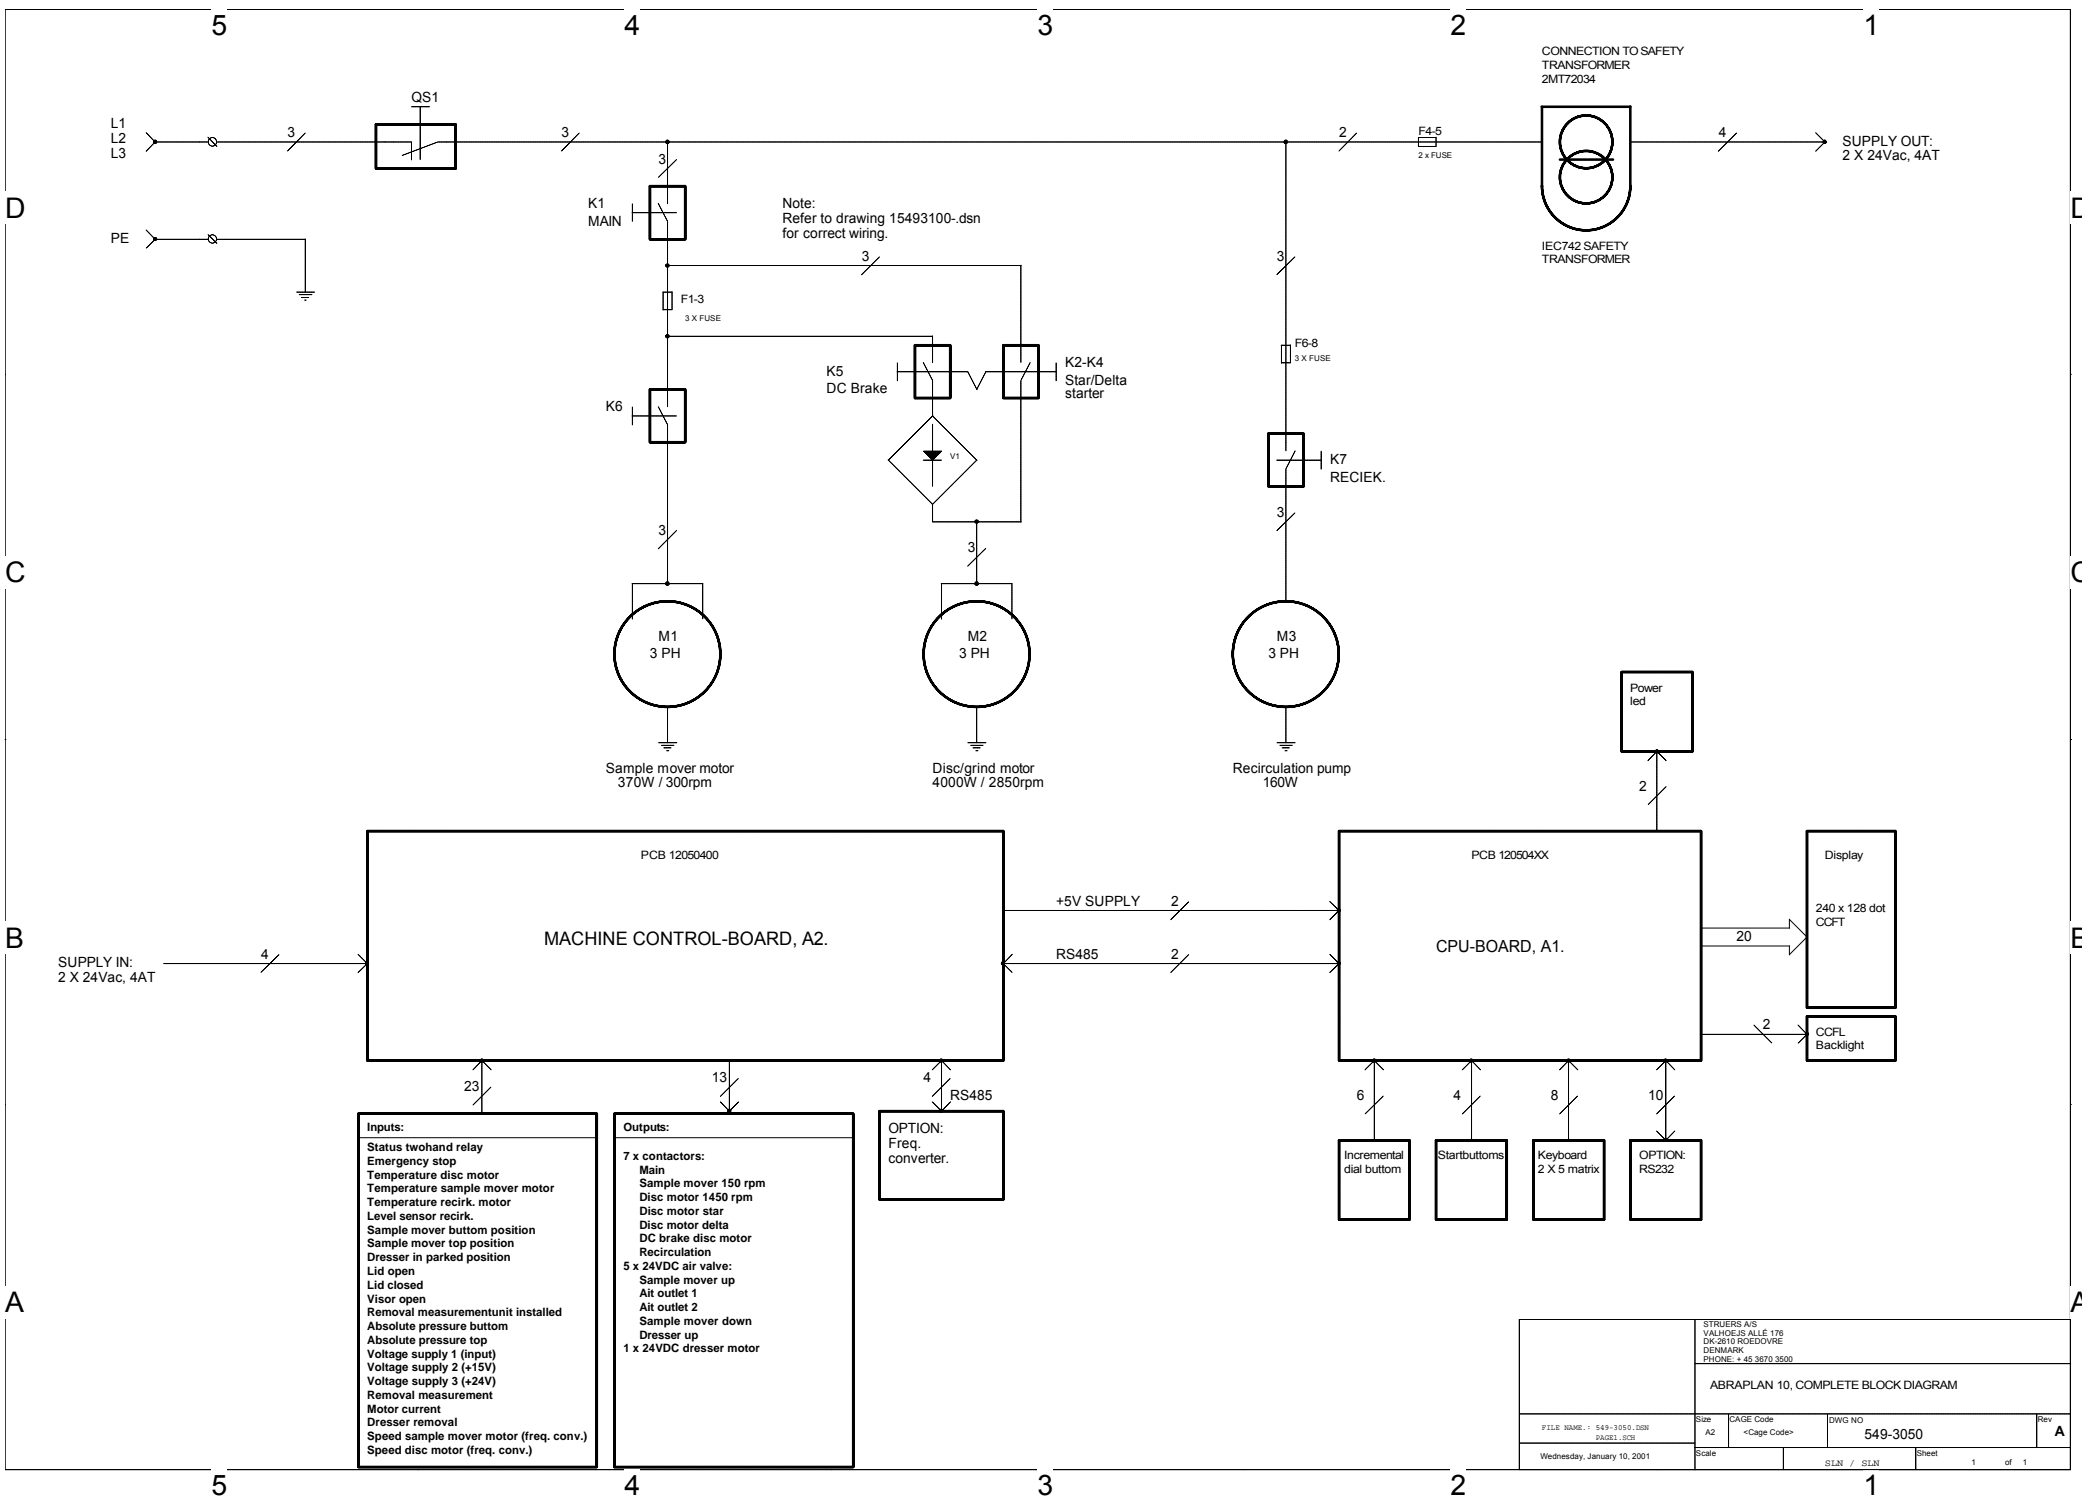 5
4
3
2
1
CONNECTION TO SAFETY
TRANSFORMER
2MT72034
QS1
L1
L2
L3
3
3
2
F4-5
2 x FUSE
4
SUPPLY OUT:
2 X 24Vac, 4AT
3
K1
MAIN
Note:
Refer to drawing 15493100-.dsn
for correct wiring.
D
D
PE
IEC742 SAFETY
TRANSFORMER
3
3
F1-3
3 X FUSE
F6-8
3 X FUSE
K5
DC Brake
K2-K4
Star/Delta
starter
K6
V1
K7
RECIEK.
3
3
3
C
C
M1
3 PH
M2
3 PH
M3
3 PH
Power
led
Sample mover motor
370W / 300rpm
Disc/grind motor
4000W / 2850rpm
Recirculation pump
160W
2
PCB 12050400
PCB 120504XX
Display
+5V SUPPLY
2
240 x 128 dot
CCFT
B
B
MACHINE CONTROL-BOARD, A2.
CPU-BOARD, A1.
20
SUPPLY IN:
2 X 24Vac, 4AT
4
RS485
2
2
CCFL
Backlight
23
13
4
RS485
6
4
8
10
Inputs:
Status twohand relay
Emergency stop
Temperature disc motor
Temperature sample mover motor
Temperature recirk. motor
Level sensor recirk.
Sample mover buttom position
Sample mover top position
Dresser in parked position
Lid open
Lid closed
Visor open
Removal measurementunit installed
Absolute pressure buttom
Absolute pressure top
Voltage supply 1 (input)
Voltage supply 2 (+15V)
Voltage supply 3 (+24V)
Removal measurement
Motor current
Dresser removal
Speed sample mover motor (freq. conv.)
Speed disc motor (freq. conv.)
Outputs:
7 x contactors:
Main
Sample mover 150 rpm
Disc motor 1450 rpm
Disc motor star
Disc motor delta
DC brake disc motor
Recirculation
5 x 24VDC air valve:
Sample mover up
Ait outlet 1
Ait outlet 2
Sample mover down
Dresser up
1 x 24VDC dresser motor
OPTION:
Freq.
converter.
Incremental
dial buttom
Startbuttoms
Keyboard
2 X 5 matrix
OPTION:
RS232
A
A
STRUERS A/S
VALHOEJS ALLÉ 176
DK-2610 ROEDOVRE
DENMARK
PHONE: + 45 3670 3500
ABRAPLAN 10, COMPLETE BLOCK DIAGRAM
FILE NAME.: 549-3050.DSN
PAGE1.SCH
Wednesday, January 10, 2001
Size
A2
CAGE Code
<Cage Code>
DWG NO
549-3050
Rev
A
Scale
SLN / SLN
Sheet
1 of 1
5
4
3
2
1